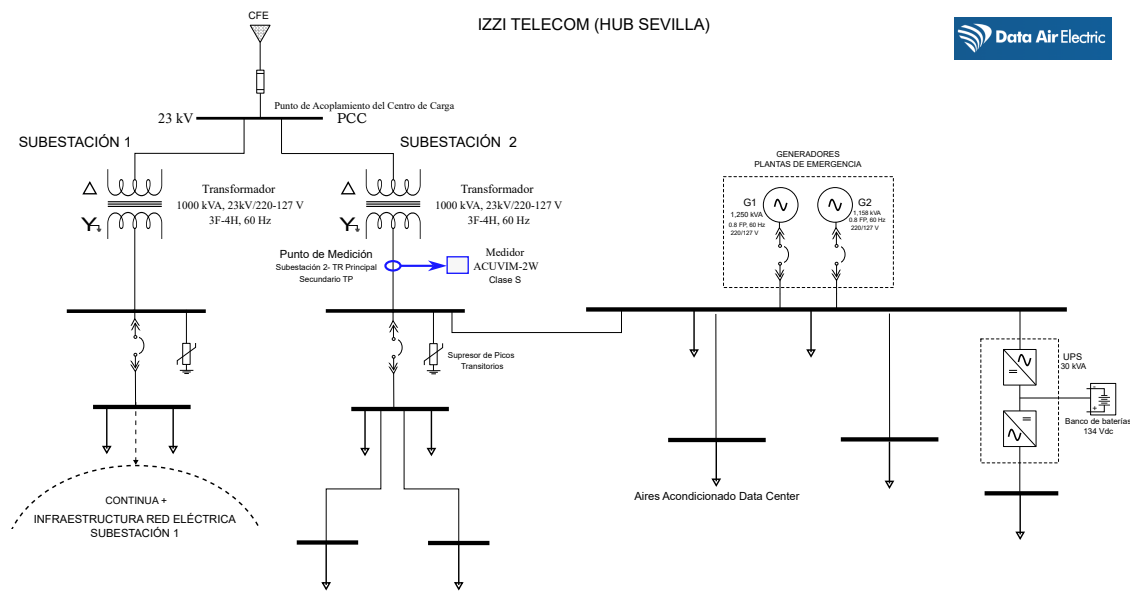 CFE
IZZI TELECOM (HUB SEVILLA)
Data Air Electric
Punto de Acoplamiento del Centro de Carga
23 kV
PCC
SUBESTACIÓN 1
SUBESTACIÓN 2
Transformador
1000 kVA, 23kV/220-127 V
3F-4H, 60 Hz
Transformador
1000 kVA, 23kV/220-127 V
3F-4H, 60 Hz
GENERADORES
PLANTAS DE EMERGENCIA
G1
1,250 kVA
0.8 FP, 60 Hz
220/127 V
G2
1,158 kVA
0.8 FP, 60 Hz
220/127 V
Punto de Medición
Subestación 2- TR Principal
Secundario TP
Medidor
ACUVIM-2W
Clase S
Supresor de Picos
Transitorios
UPS
30 kVA
Banco de baterías
134 Vdc
Aires Acondicionado Data Center
CONTINUA +
INFRAESTRUCTURA RED ELÉCTRICA
SUBESTACIÓN 1